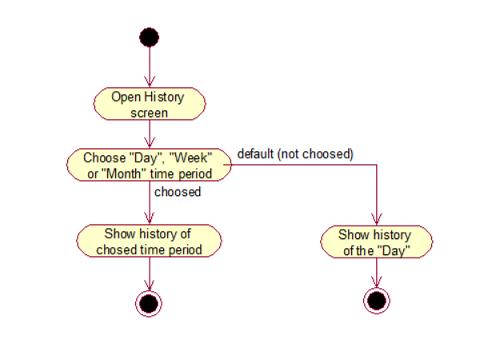 Open History
screen
Choose "Day", "Week"
or "Month" time period
default (not choosed)
choosed
Show history of
chosed time period
Show history
of the "Day"